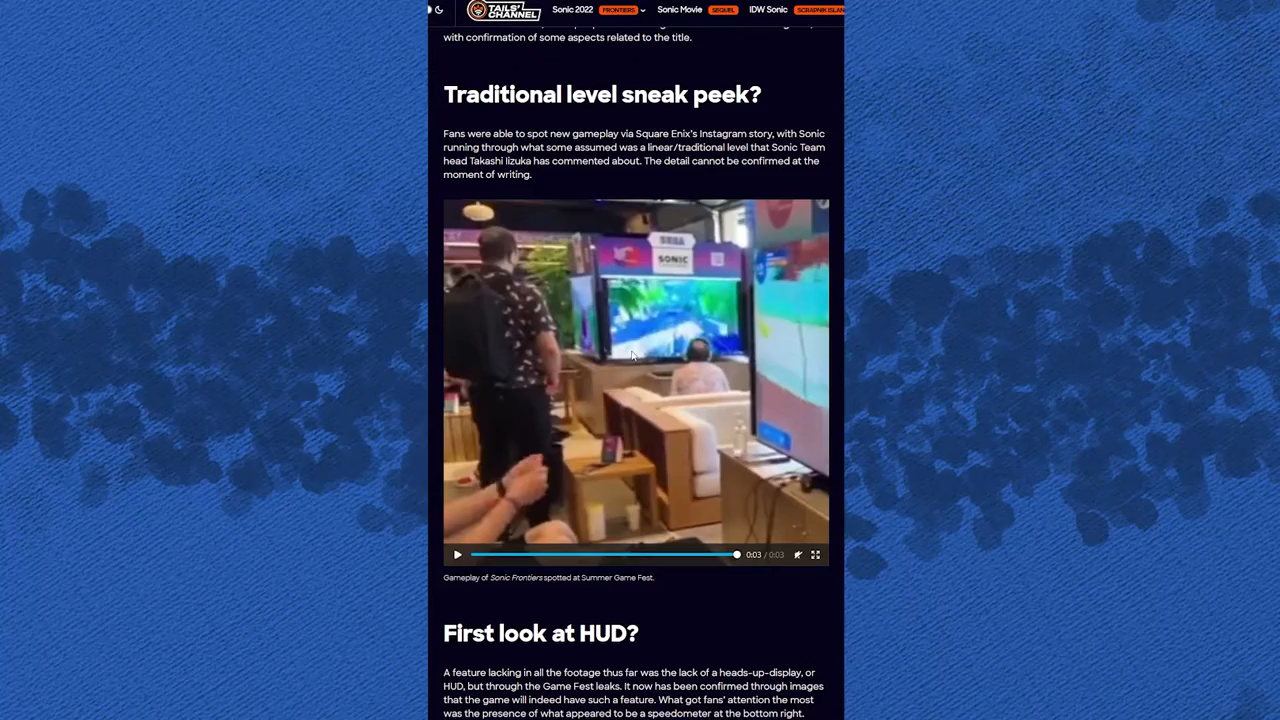 TAILS' CHANNEL
Sonic 2022 FRONTIERS Sonic Movie SEQUEL IDW Sonic SCRAPNIK ISLAN
with confirmation of some aspects related to the title.
Traditional level sneak peek?
Fans were able to spot new gameplay via Square Enix's Instagram story, with Sonic
running through what some assumed was a linear/traditional level that Sonic Team
head Takashi Iizuka has commented about. The detail cannot be confirmed at the
moment of writing.
SEGA
SONIC
0:03 / 0:03
Gameplay of Sonic Frontiers spotted at Summer Game Fest.
First look at HUD?
A feature lacking in all the footage thus far was the lack of a heads-up-display, or
HUD, but through the Game Fest leaks. It now has been confirmed through images
that the game will indeed have such a feature. What got fans' attention the most
was the presence of what appeared to be a speedometer at the bottom right.